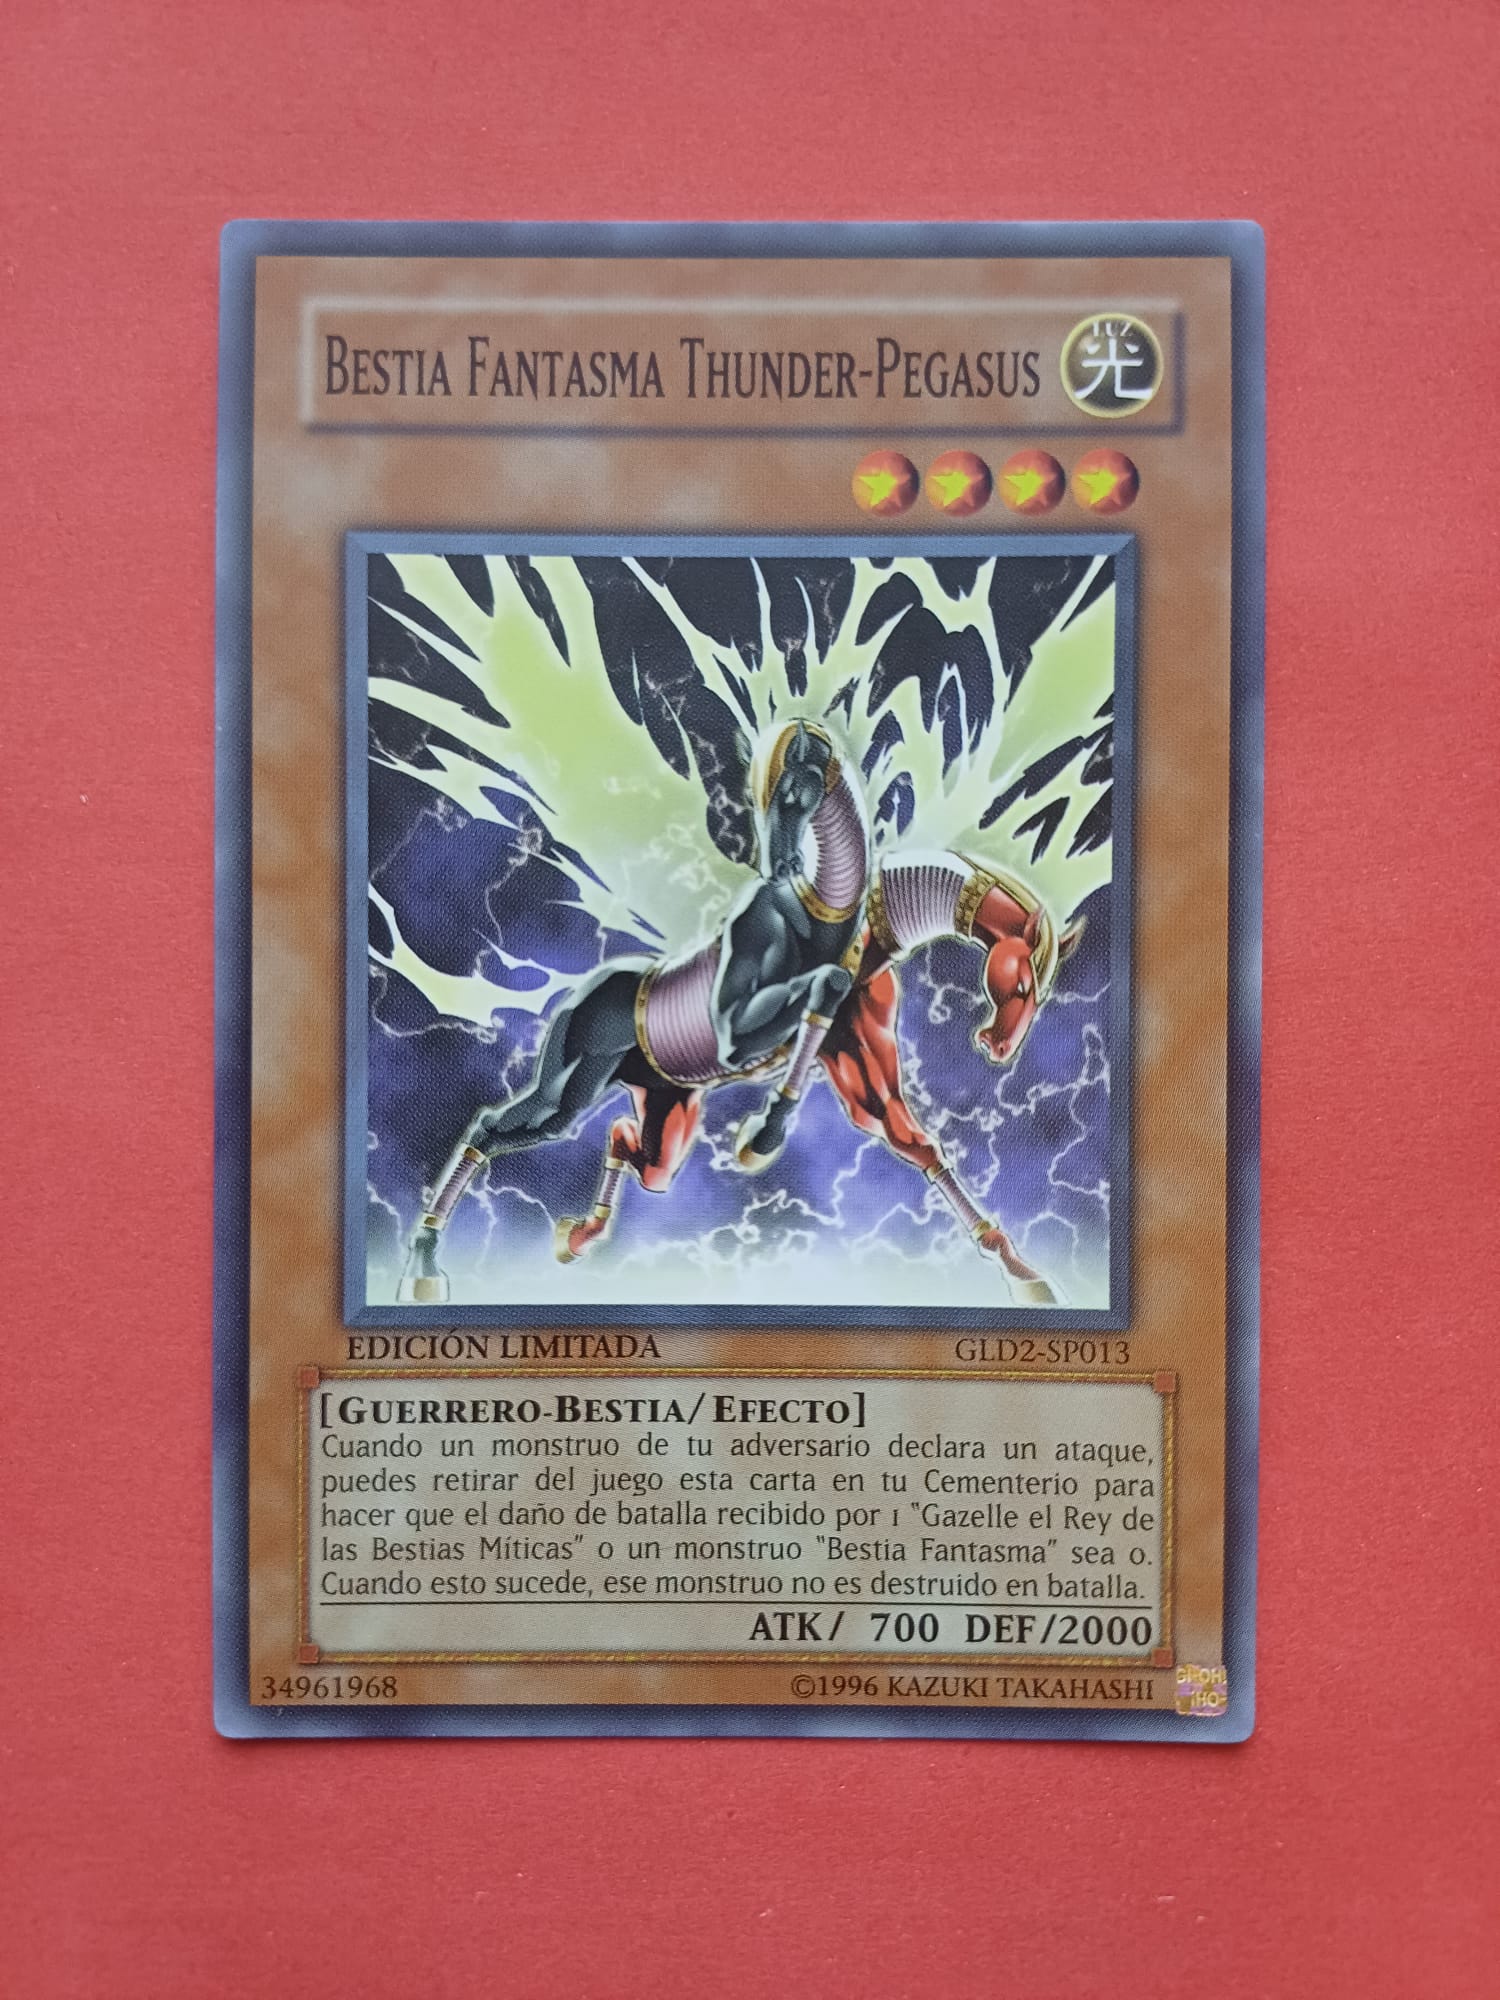 BESTIA FANTASMA THUNDER-PEGASUS
LUZ
光
EDICIÓN LIMITADA
GLD2-SP013
[GUERRERO-BESTIA/EFECTO]
Cuando un monstruo de tu adversario declara un ataque,
puedes retirar del juego esta carta en tu Cementerio para
hacer que el daño de batalla recibido por 1 "Gazelle el Rey de
las Bestias Míticas" o un monstruo "Bestia Fantasma" sea 0.
Cuando esto sucede, ese monstruo no es destruido en batalla.
ATK/ 700 DEF/2000
34961968
©1996 KAZUKI TAKAHASHI